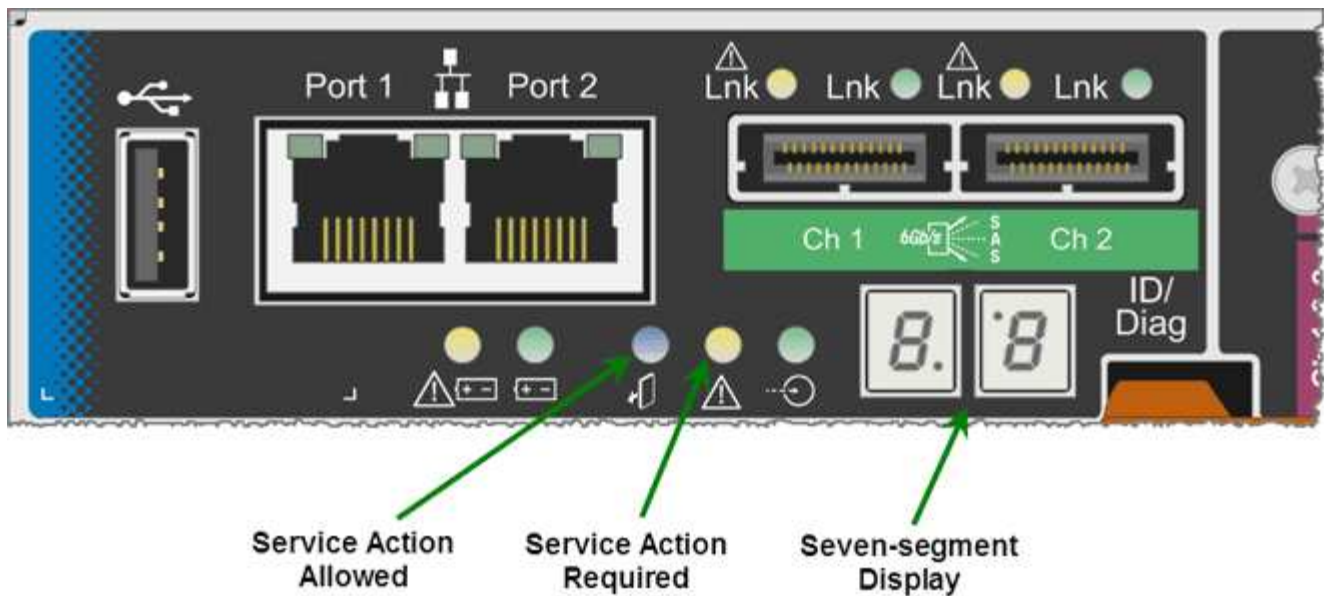 Port 1
Port 2
Lnk
Lnk
Lnk
Lnk
Ch 1
6Gb/s
SAS
Ch 2
ID/
Diag
8.
8
Service Action
Allowed
Service Action
Required
Seven-segment
Display